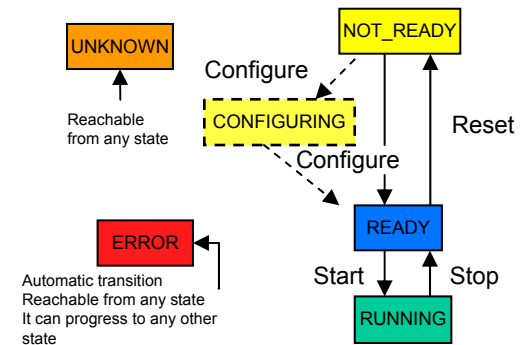 UNKNOWN
NOT_READY
Configure
Reachable
from any state
CONFIGURING
Reset
Configure
READY
ERROR
Automatic transition
Reachable from any state
It can progress to any other
state
Start
Stop
RUNNING